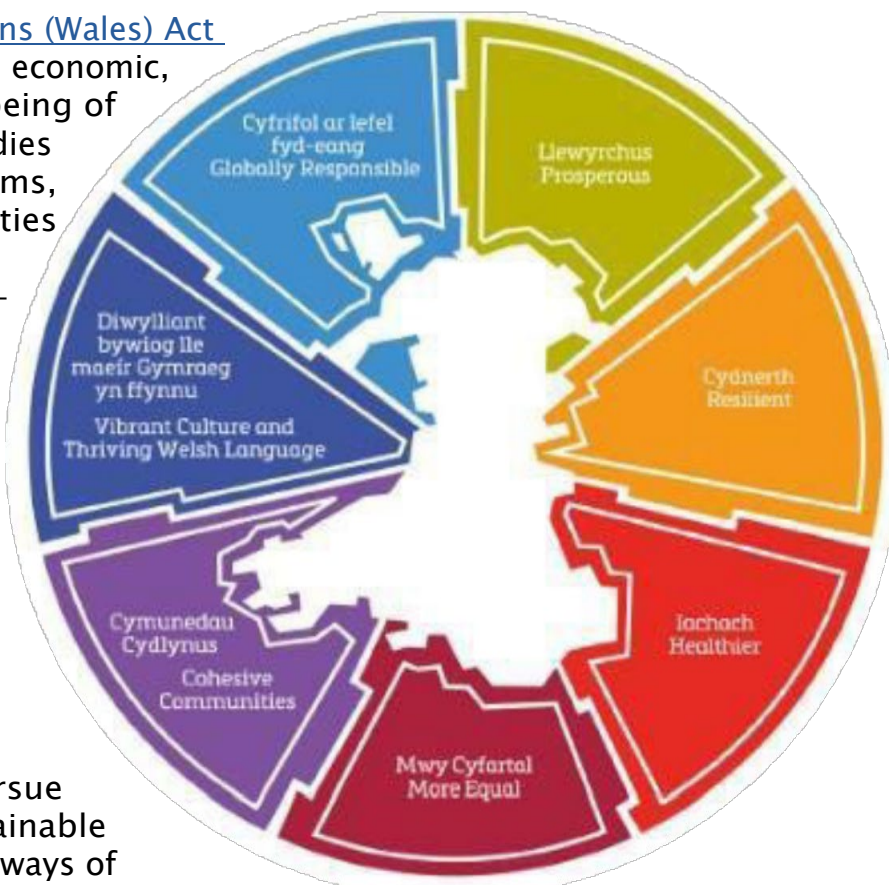 ns (Wales) Act
economic,
being of
dies
ms,
ties
Cyfrifol ar lefel
fyd-eang
Globally Responsible
Llewyrchus
Prosperous
Cydnerth
Resilient
Iachach
Healthier
Mwy Cyfartal
More Equal
Cymunedau
Cydlynus
Cohesive
Communities
Diwylliant
bywiog lle
mae'r Gymraeg
yn ffynnu
Vibrant Culture and
Thriving Welsh Language
rsue
ainable
ways of